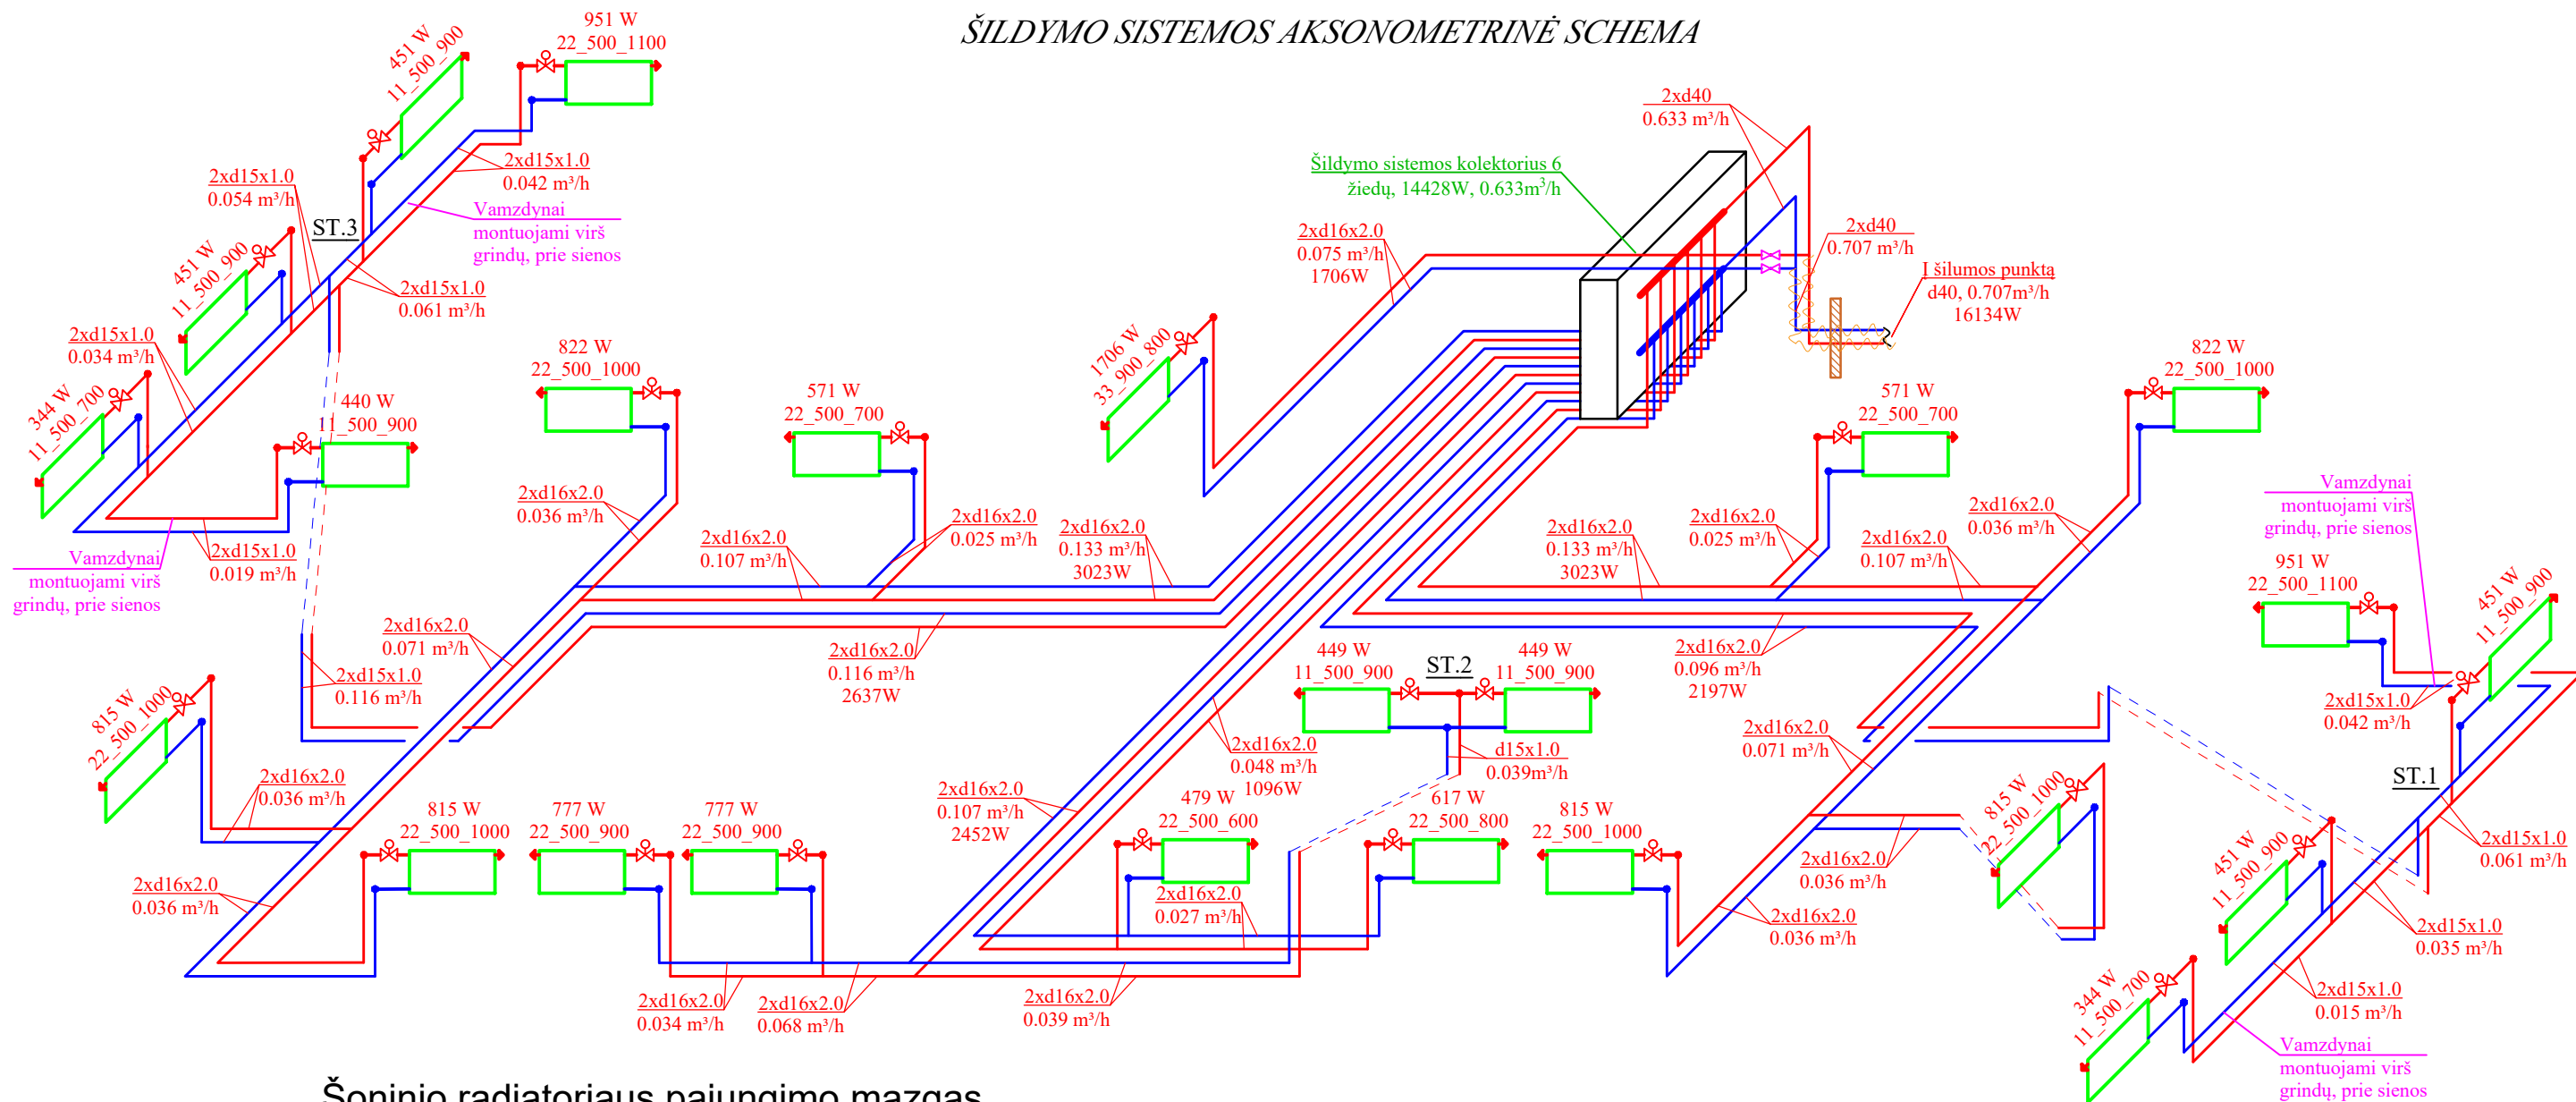 ŠILDYMO SISTEMOS AKSONOMETRINĖ SCHEMA
451 W
11_500_900
951 W
22_500_1100
2xd15x1.0
0.054 m³/h
2xd15x1.0
0.042 m³/h
ST.3
Vamzdynai
montuojami virš
grindų, prie sienos
451 W
11_500_900
2xd15x1.0
0.061 m³/h
2xd15x1.0
0.034 m³/h
344 W
11_500_700
440 W
11_500_900
2xd15x1.0
0.019 m³/h
Vamzdynai
montuojami virš
grindų, prie sienos
822 W
22_500_1000
571 W
22_500_700
2xd16x2.0
0.036 m³/h
2xd16x2.0
0.107 m³/h
2xd16x2.0
0.025 m³/h
2xd16x2.0
0.133 m³/h
3023W
2xd16x2.0
0.071 m³/h
2xd15x1.0
0.116 m³/h
2xd16x2.0
0.116 m³/h
2637W
815 W
22_500_1000
2xd16x2.0
0.036 m³/h
2xd16x2.0
0.036 m³/h
815 W
22_500_1000
777 W
22_500_900
777 W
22_500_900
2xd16x2.0
0.034 m³/h
2xd16x2.0
0.068 m³/h
2xd16x2.0
0.107 m³/h
2452W
2xd16x2.0
0.039 m³/h
2xd40
0.633 m³/h
Šildymo sistemos kolektorius 6
žiedų, 14428W, 0.633m³/h
2xd16x2.0
0.075 m³/h
1706W
2xd40
0.707 m³/h
Į šilumos punktą
d40, 0.707m³/h
16134W
1706 W
33_900_800
571 W
22_500_700
822 W
22_500_1000
2xd16x2.0
0.133 m³/h
3023W
2xd16x2.0
0.025 m³/h
2xd16x2.0
0.107 m³/h
2xd16x2.0
0.036 m³/h
449 W
11_500_900
ST.2
449 W
11_500_900
2xd16x2.0
0.096 m³/h
2197W
2xd16x2.0
0.048 m³/h
1096W
d15x1.0
0.039m³/h
479 W
22_500_600
617 W
22_500_800
2xd16x2.0
0.027 m³/h
815 W
22_500_1000
2xd16x2.0
0.071 m³/h
2xd16x2.0
0.036 m³/h
2xd16x2.0
0.036 m³/h
815 W
22_500_1000
Vamzdynai
montuojami virš
grindų, prie sienos
951 W
22_500_1100
451 W
11_500_900
2xd15x1.0
0.042 m³/h
ST.1
2xd15x1.0
0.061 m³/h
451 W
11_500_900
2xd15x1.0
0.035 m³/h
344 W
11_500_700
2xd15x1.0
0.015 m³/h
Vamzdynai
montuojami virš
grindų, prie sienos
Šoninio radiatoriaus pajungimo mazgas